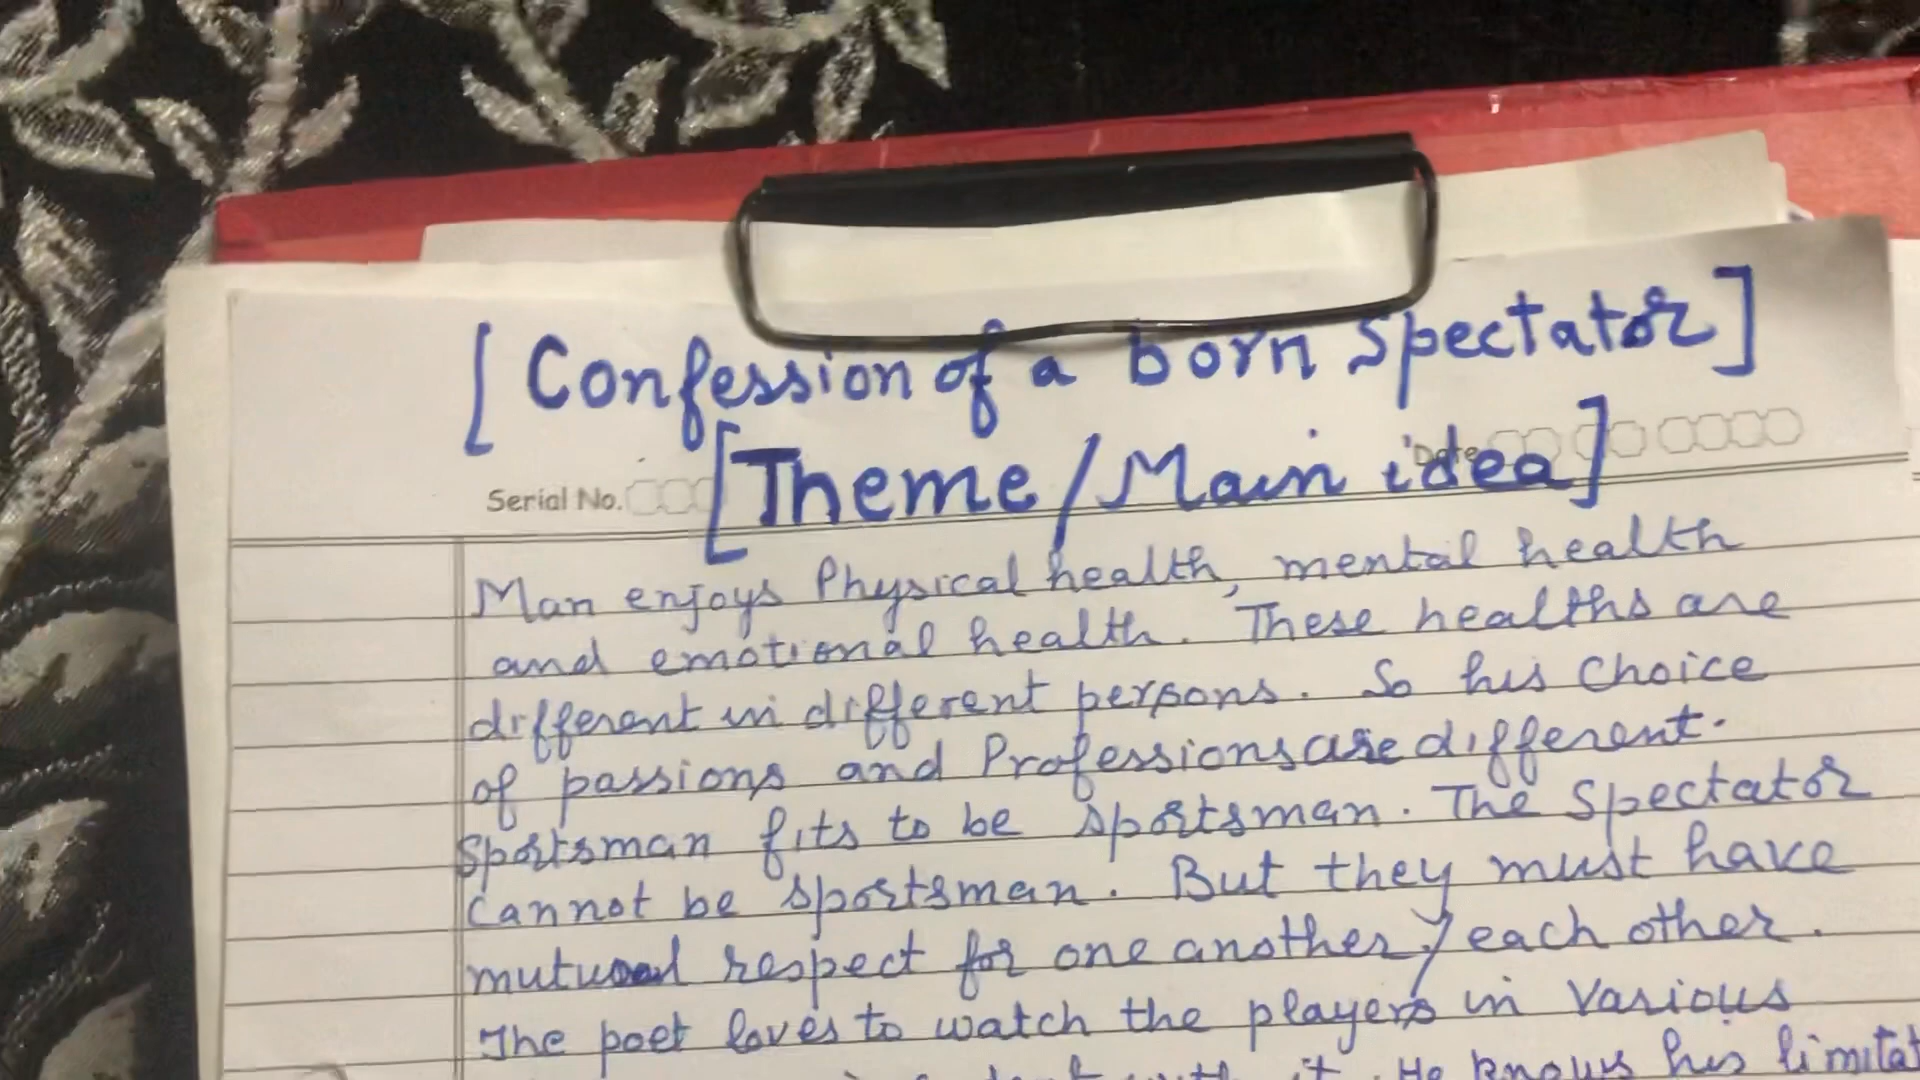 [Confession of a born Spectator]
[Theme/Main idea]
Serial No.
Date
Man enjoys Physical health, mental health
and emotional health. These healths are
different in different persons. So his Choice
of passions and Professions are different.
Sportsman fits to be sportsman. The Spectator
Cannot be sportsman. But they must have
mutual respect for one another/each other.
The poet loves to watch the players in Various
with it. He knows his limitat